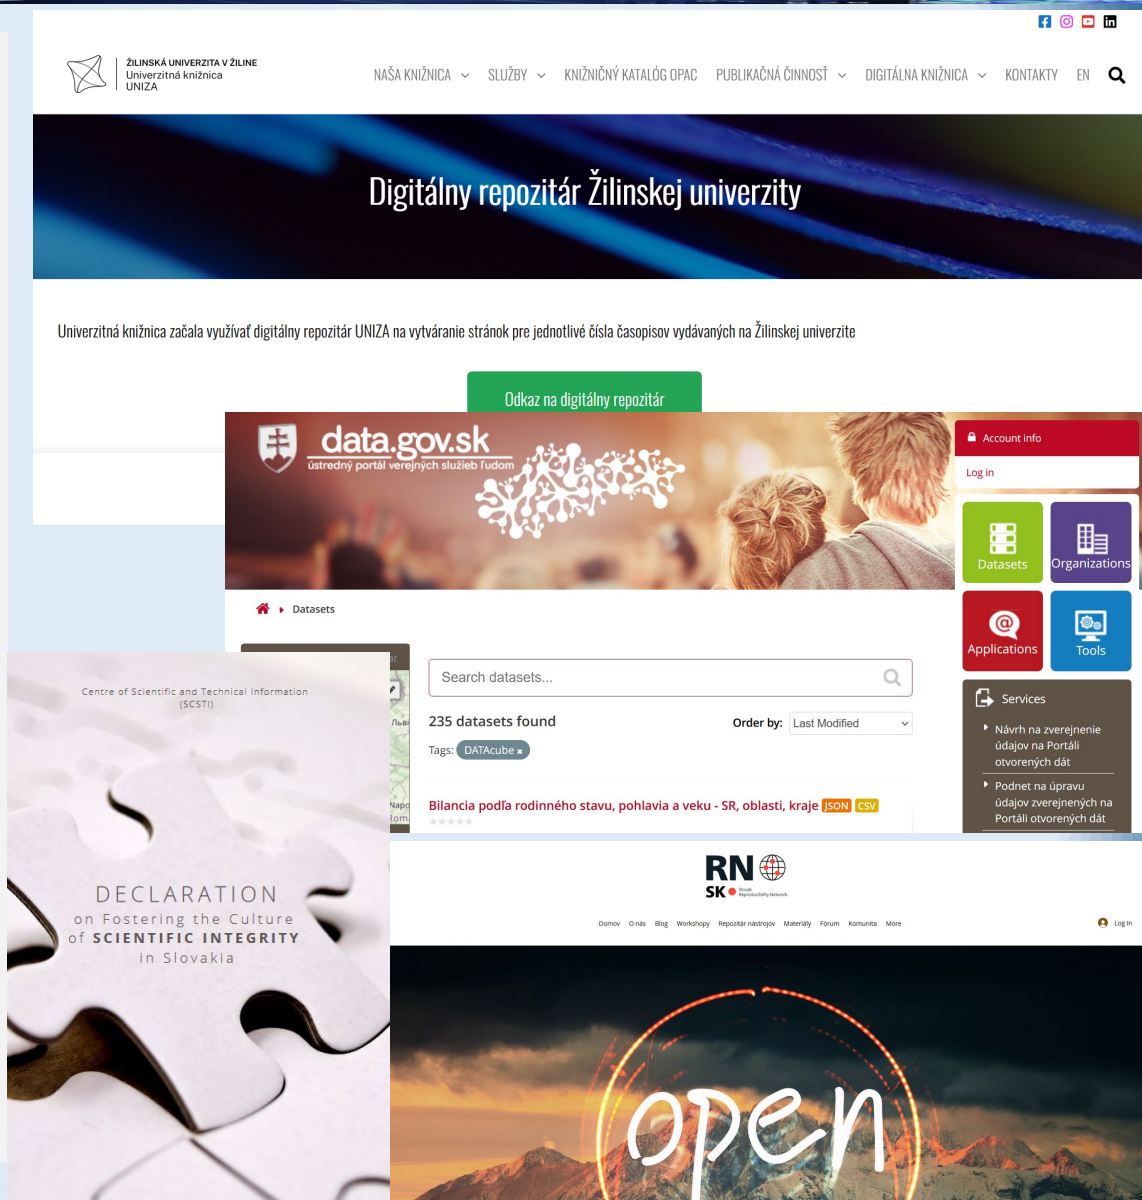 ŽILINSKÁ UNIVERZITA V ŽILINE
Univerzitná knižnica
UNIZA
NAŠA KNIŽNICA
SLUŽBY
KNIŽNIČNÝ KATALÓG OPAC
PUBLIKAČNÁ ČINNOSŤ
DIGITÁLNA KNIŽNICA
KONTAKTY
EN
Digitálny repozitár Žilinskej univerzity
Univerzitná knižnica začala využívať digitálny repozitár UNIZA na vytváranie stránok pre jednotlivé čísla časopisov vydávaných na Žilinskej univerzite
Odkaz na digitálny repozitár
data.gov.sk
ústredný portál verejných služieb ľuďom
Account info
Log in
Datasets
Organizations
Applications
Tools
Datasets
Search datasets...
235 datasets found
Order by: Last Modified
Tags: DATAcube x
Bilancia podľa rodinného stavu, pohlavia a veku - SR, oblasti, kraje JSON CSV
Services
Návrh na zverejnenie
údajov na Portáli
otvorených dát
Podnet na úpravu
údajov zverejnených na
Portáli otvorených dát
Centre of Scientific and Technical Information
(SCSTI)
DECLARATION
on Fostering the Culture
of SCIENTIFIC INTEGRITY
in Slovakia
RN
SK
Slovak
Reproducibility Network
Domov O nás Blog Workshopy Repozitár nástrojov Materiály Fórum Komunita More
Log In
open